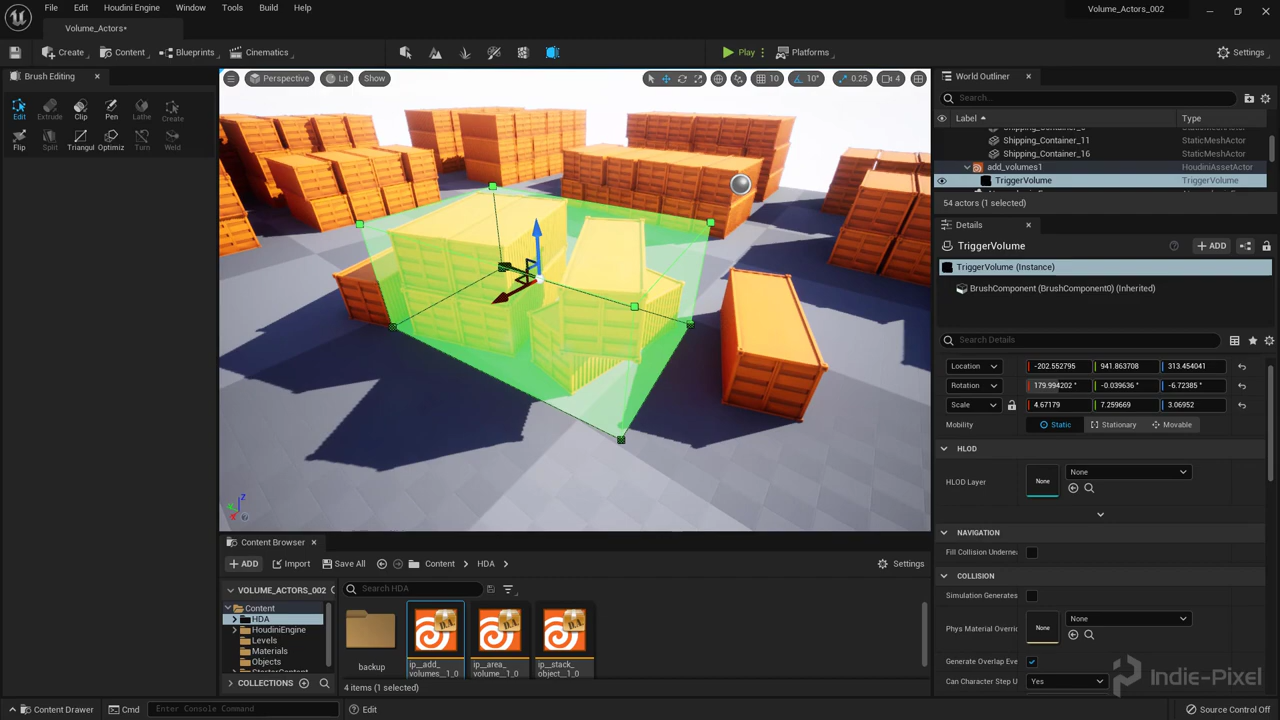 File Edit Houdini Engine Window Tools Build Help
Volume_Actors_002
Volume_Actors•
Create Content Blueprints Cinematics Play Platforms Settings
Brush Editing
Edit Extrude Clip Pen Lathe Create
Flip Split Triangul Optimiz Turn Weld
Perspective Lit Show 10 10° 0.25 4
World Outliner
Search...
Label Type
Shipping_Container_11 StaticMeshActor
Shipping_Container_16 StaticMeshActor
add_volumes1 HoudiniAssetActor
TriggerVolume TriggerVolume
54 actors (1 selected)
Details
TriggerVolume + ADD
TriggerVolume (Instance)
BrushComponent (BrushComponent0) (Inherited)
Search Details
Location -202.552795 941.863708 313.454041
Rotation 179.994202 ° -0.039636 ° -6.72385 °
Scale 4.67179 7.259669 3.06952
Mobility Static Stationary Movable
HLOD
HLOD Layer None None
NAVIGATION
Fill Collision Underne
COLLISION
Simulation Generates
Phys Material Overri None None
Generate Overlap Eve
Can Character Step U Yes
Z
Content Browser
+ ADD Import Save All Content HDA Settings
VOLUME_ACTORS_002
Search HDA
Content
HDA
HoudiniEngine
Levels
Materials
Objects
COLLECTIONS
backup
ip__add_
volumes__1_0
ip__area_
volume__1_0
ip__stack_
object__1_0
4 items (1 selected)
Indie-Pixel
Content Drawer Cmd Enter Console Command Edit Source Control Off